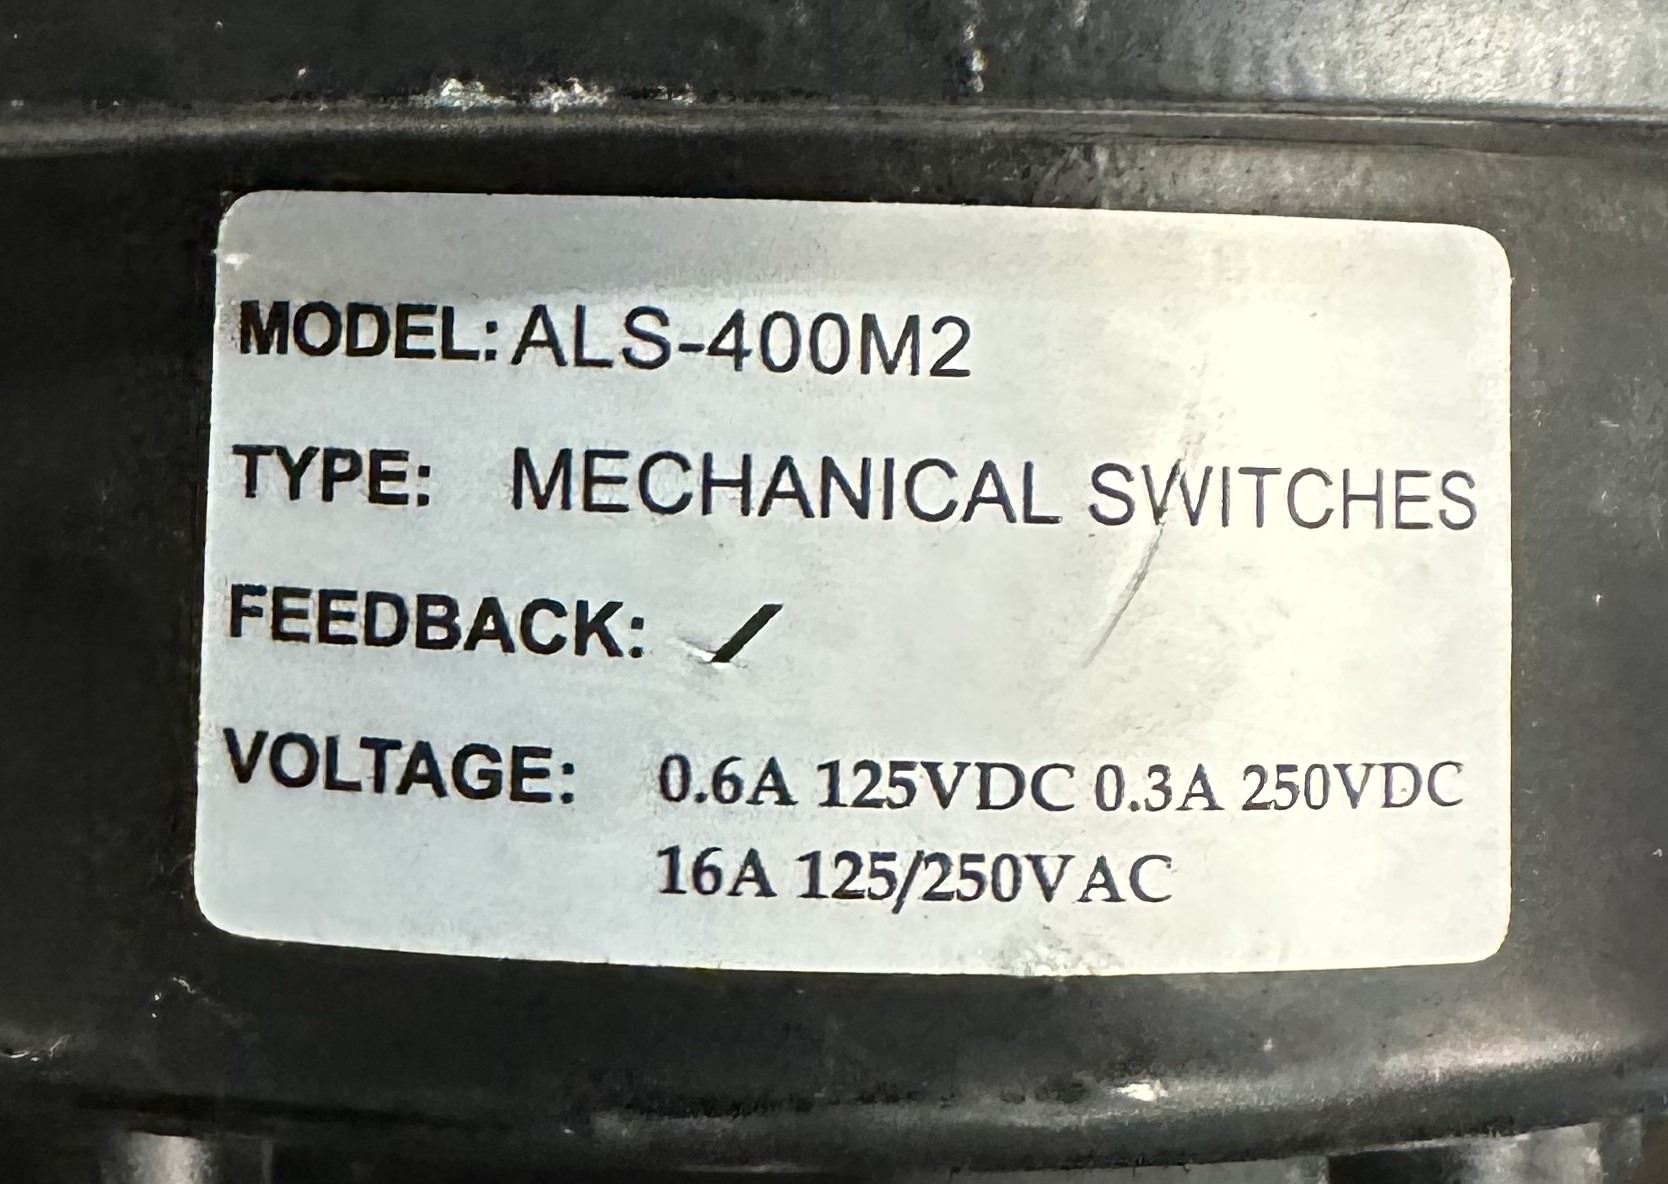 MODEL: ALS-400M2
TYPE: MECHANICAL SWITCHES
FEEDBACK: /
VOLTAGE: 0.6A 125VDC 0.3A 250VDC
16A 125/250VAC